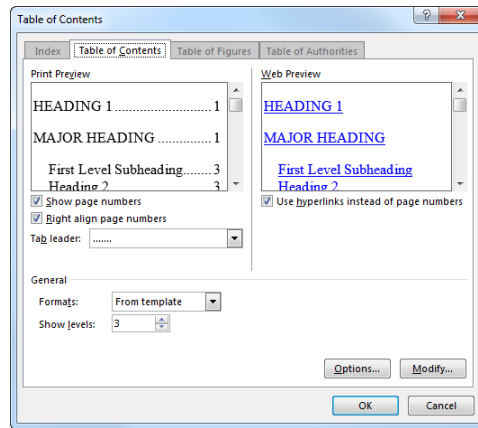 Table of Contents
Index Table of Contents Table of Figures Table of Authorities
Print Preview
HEADING 1..........................1
MAJOR HEADING .............1
First Level Subheading........3
Heading 2 3
Show page numbers
Right align page numbers
Tab leader: .......
Web Preview
HEADING 1
MAJOR HEADING
First Level Subheading
Heading 2
Use hyperlinks instead of page numbers
General
Formats: From template
Show levels: 3
Options... Modify...
OK Cancel